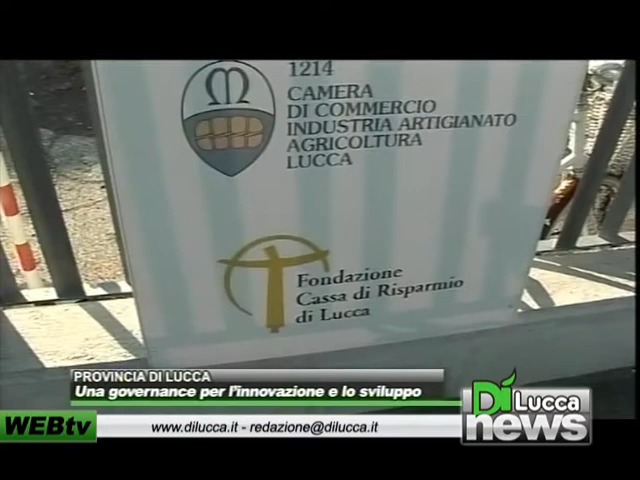 1214
CAMERA
DI COMMERCIO
INDUSTRIA ARTIGIANATO
AGRICOLTURA
LUCCA
Fondazione
Cassa di Risparmio
di Lucca
PROVINCIA DI LUCCA
Una governance per l'innovazione e lo sviluppo
WEBtv
www.dilucca.it - redazione@dilucca.it
Dì LUCCA
news